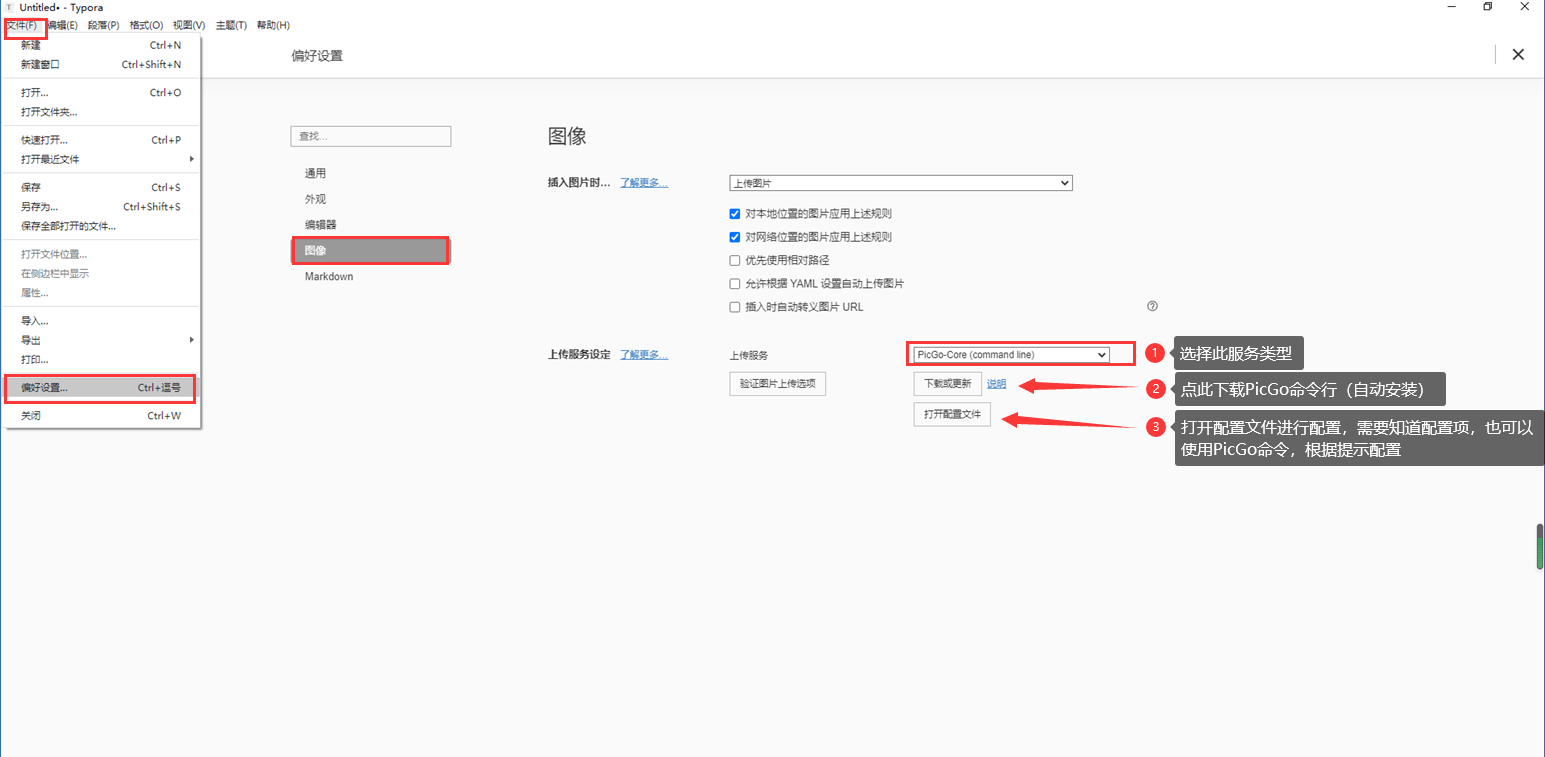 Untitled• - Typora
文件(F) 编辑(E) 段落(P) 格式(O) 视图(V) 主题(T) 帮助(H)
新建 Ctrl+N
新建窗口 Ctrl+Shift+N
打开... Ctrl+O
打开文件夹...
快速打开... Ctrl+P
打开最近文件
保存 Ctrl+S
另存为... Ctrl+Shift+S
保存全部打开的文件...
打开文件位置...
在侧边栏中显示
属性...
导入...
导出
打印...
偏好设置... Ctrl+逗号
关闭 Ctrl+W
偏好设置
查找...
通用
外观
编辑器
图像
Markdown
图像
插入图片时... 了解更多... 上传图片
对本地位置的图片应用上述规则
对网络位置的图片应用上述规则
优先使用相对路径
允许根据 YAML 设置自动上传图片
插入时自动转义图片 URL
上传服务设定 了解更多... 上传服务 PicGo-Core (command line)
验证图片上传选项 下载或更新 说明
打开配置文件
1 选择此服务类型
2 点此下载PicGo命令行（自动安装）
3 打开配置文件进行配置，需要知道配置项，也可以
使用PicGo命令，根据提示配置